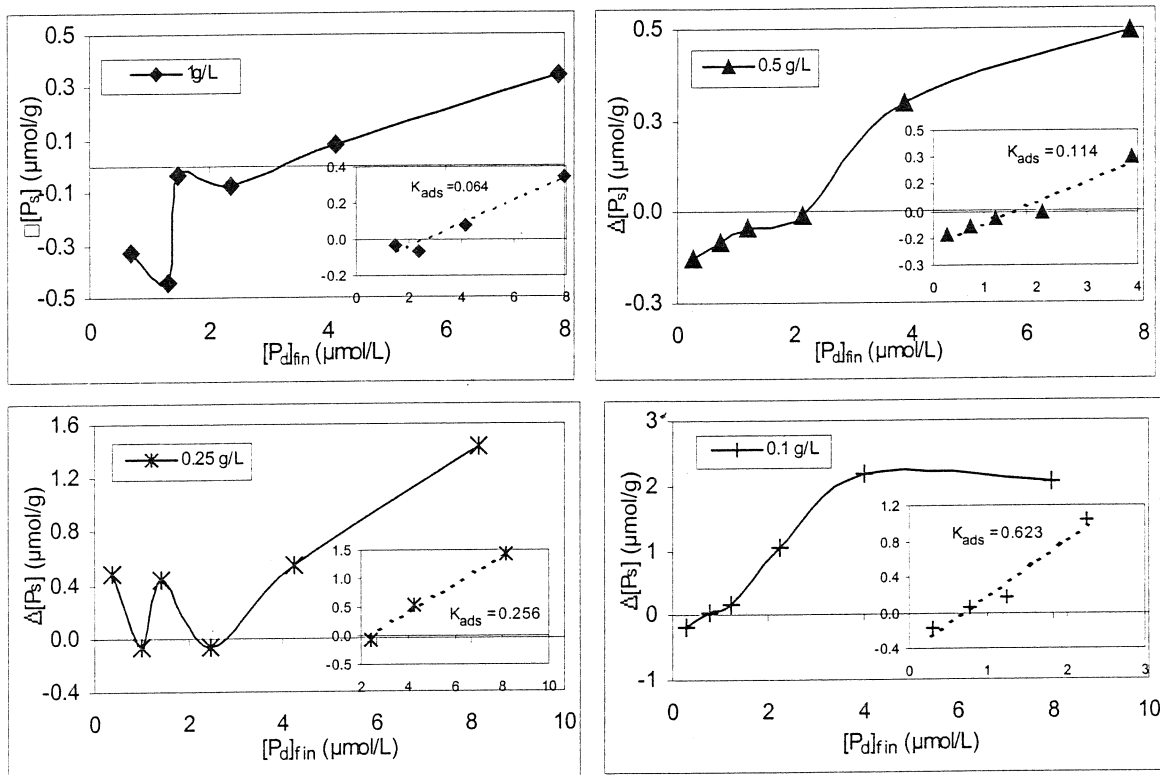 0.5
0.3
0.1
-0.1
-0.3
-0.5
□[Ps] (µmol/g)
1g/L
0.4
0.2
0.0
-0.2
Kads =0.064
0 2 4 6 8
0 2 4 6 8
[Pd]fin (µmol/L)
0.5
0.3
0.0
-0.3
Δ[Ps] (µmol/g)
0.5 g/L
0.5
0.3
0.2
0.0
-0.2
-0.3
Kads = 0.114
0 1 2 3 4
0 2 4 6 8
[Pd]fin (µmol/L)
1.6
1.2
0.8
0.4
0.0
-0.4
Δ[Ps] (µmol/g)
0.25 g/L
1.5
1.0
0.5
0.0
-0.5
Kads = 0.256
2 4 6 8 10
0 2 4 6 8 10
[Pd]fin (µmol/L)
3
2
1
0
-1
Δ[Ps] (µmol/g)
0.1 g/L
1.2
0.8
0.4
0.0
-0.4
Kads = 0.623
0 1 2 3
0 2 4 6 8 10
[Pd]fin (µmol/L)